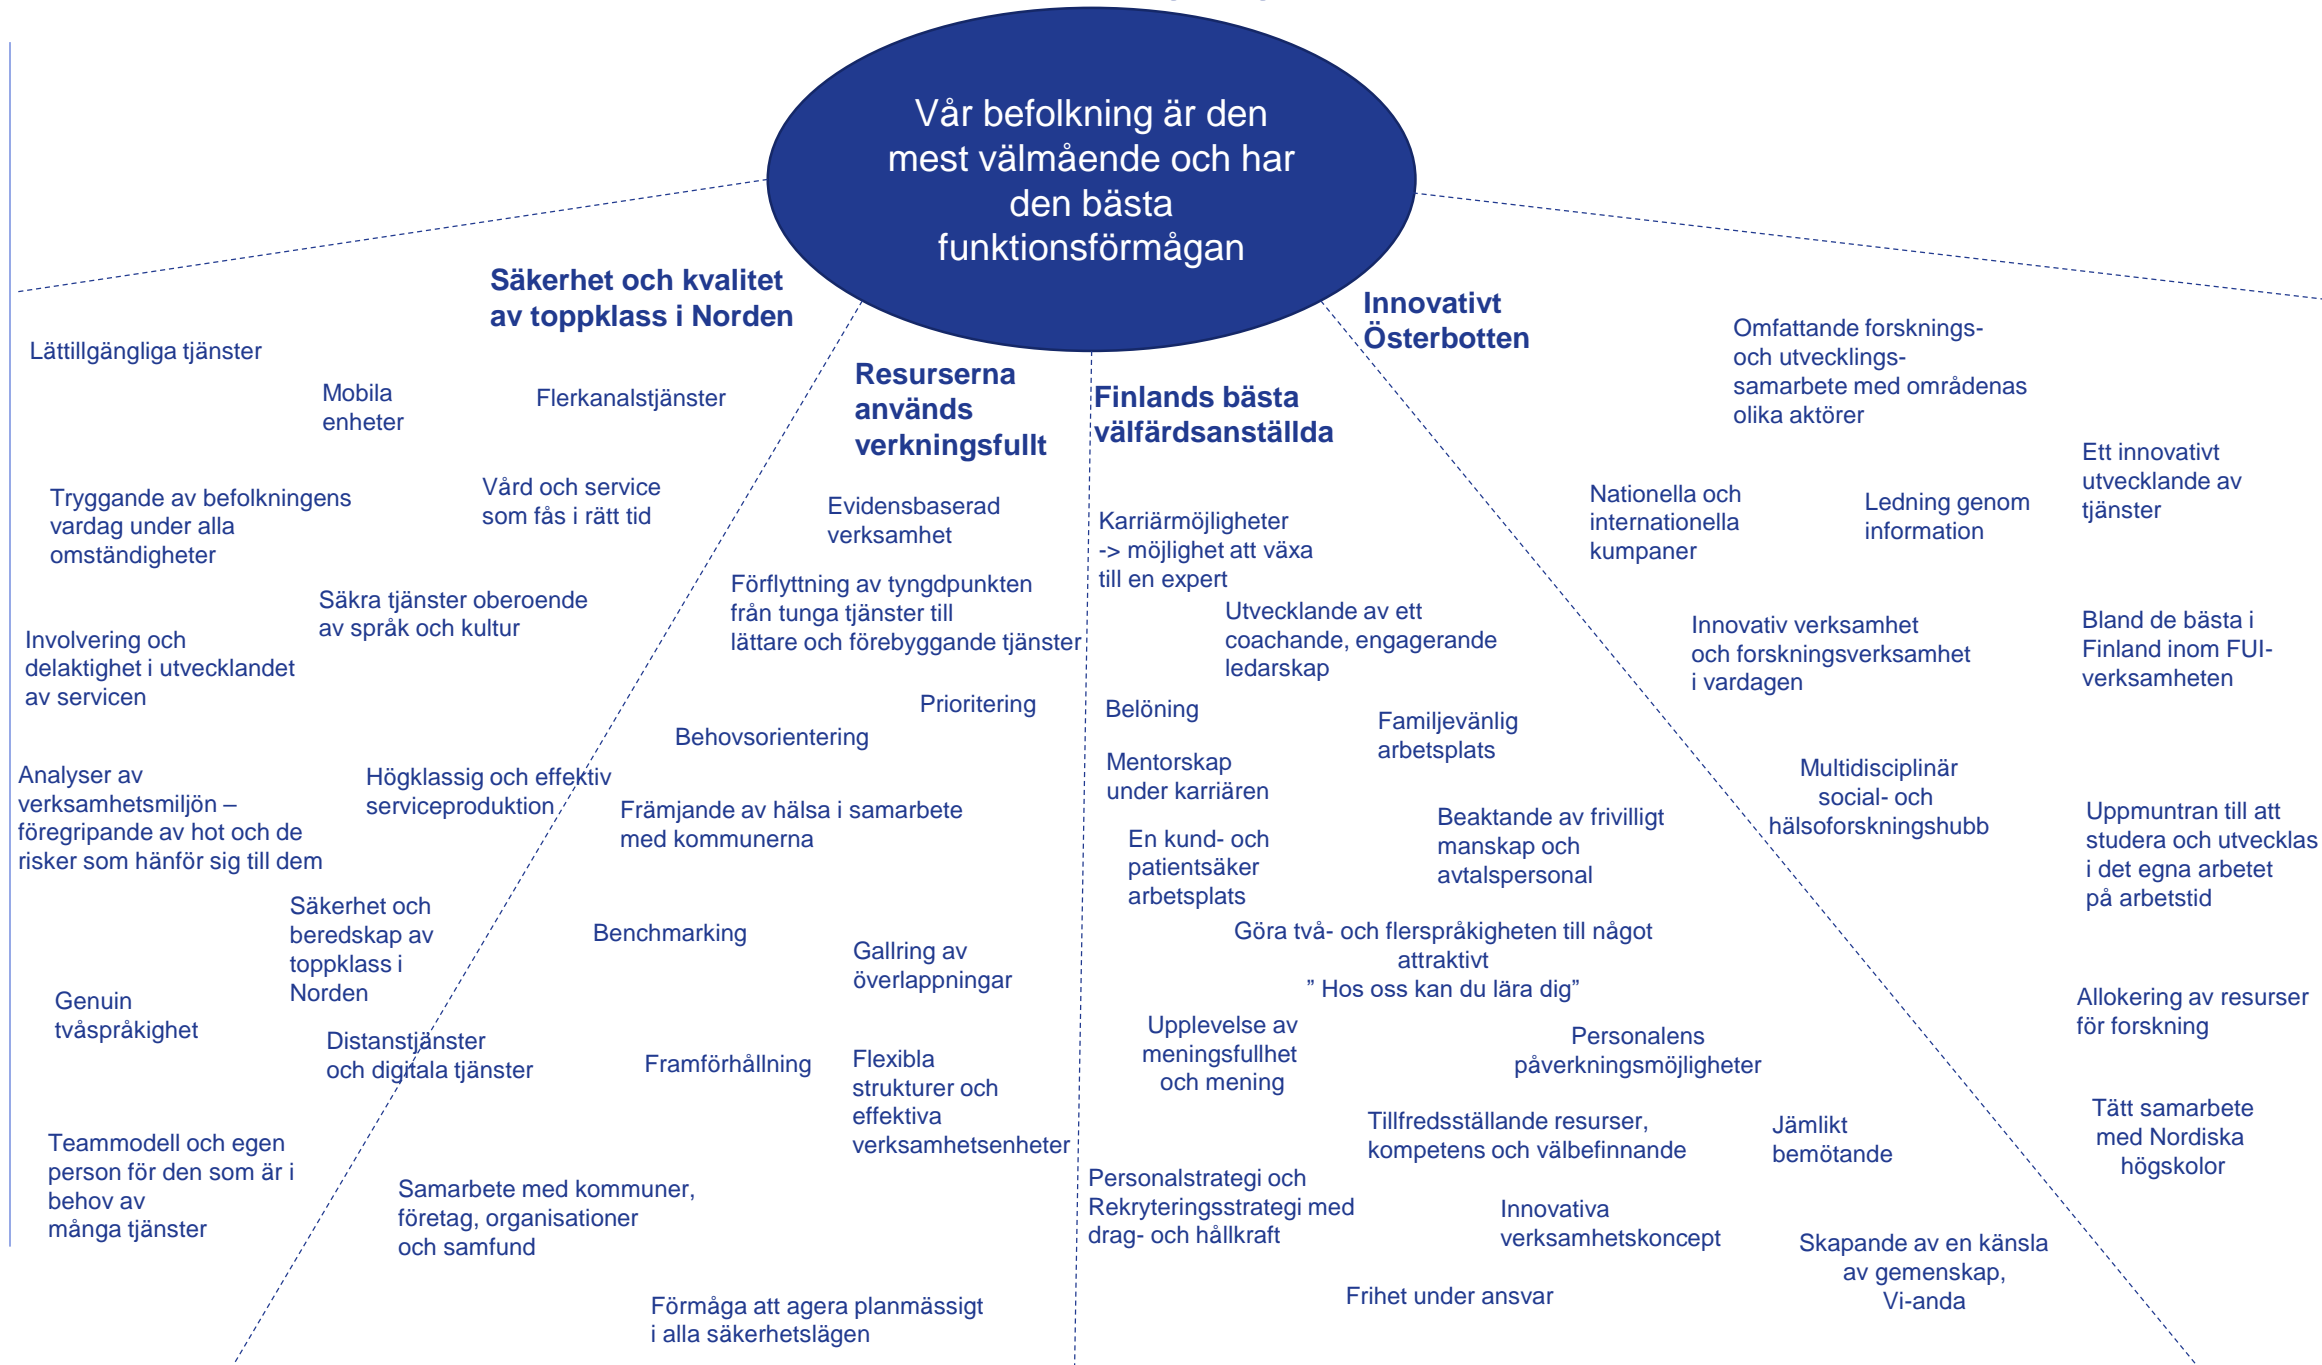 Vår befolkning är den
mest välmående och har
den bästa
funktionsförmågan
Säkerhet och kvalitet
av toppklass i Norden
Lättillgängliga tjänster
Mobila
enheter
Flerkanalstjänster
Tryggande av befolkningens
vardag under alla
omständigheter
Vård och service
som fås i rätt tid
Säkra tjänster oberoende
av språk och kultur
Involvering och
delaktighet i utvecklandet
av servicen
Analyser av
verksamhetsmiljön –
föregripande av hot och de
risker som hänför sig till dem
Högklassig och effektiv
serviceproduktion
Säkerhet och
beredskap av
toppklass i
Norden
Genuin
tvåspråkighet
Distanstjänster
och digitala tjänster
Teammodell och egen
person för den som är i
behov av
många tjänster
Resurserna
används
verkningsfullt
Evidensbaserad
verksamhet
Förflyttning av tyngdpunkten
från tunga tjänster till
lättare och förebyggande tjänster
Prioritering
Behovsorientering
Främjande av hälsa i samarbete
med kommunerna
Benchmarking
Gallring av
överlappningar
Framförhållning
Flexibla
strukturer och
effektiva
verksamhetsenheter
Samarbete med kommuner,
företag, organisationer
och samfund
Förmåga att agera planmässigt
i alla säkerhetslägen
Finlands bästa
välfärdsanställda
Karriärmöjligheter
-> möjlighet att växa
till en expert
Utvecklande av ett
coachande, engagerande
ledarskap
Belöning
Familjevänlig
arbetsplats
Mentorskap
under karriären
En kund- och
patientsäker
arbetsplats
Beaktande av frivilligt
manskap och
avtalspersonal
Göra två- och flerspråkigheten till något
attraktivt
” Hos oss kan du lära dig”
Upplevelse av
meningsfullhet
och mening
Personalens
påverkningsmöjligheter
Tillfredsställande resurser,
kompetens och välbefinnande
Jämlikt
bemötande
Personalstrategi och
Rekryteringsstrategi med
drag- och hållkraft
Innovativa
verksamhetskoncept
Skapande av en känsla
av gemenskap,
Vi-anda
Frihet under ansvar
Innovativt
Österbotten
Omfattande forsknings-
och utvecklings-
samarbete med områdenas
olika aktörer
Ett innovativt
utvecklande av
tjänster
Nationella och
internationella
kumpaner
Ledning genom
information
Innovativ verksamhet
och forskningsverksamhet
i vardagen
Bland de bästa i
Finland inom FUI-
verksamheten
Multidisciplinär
social- och
hälsoforskningshubb
Uppmuntran till att
studera och utvecklas
i det egna arbetet
på arbetstid
Allokering av resurser
för forskning
Tätt samarbete
med Nordiska
högskolor